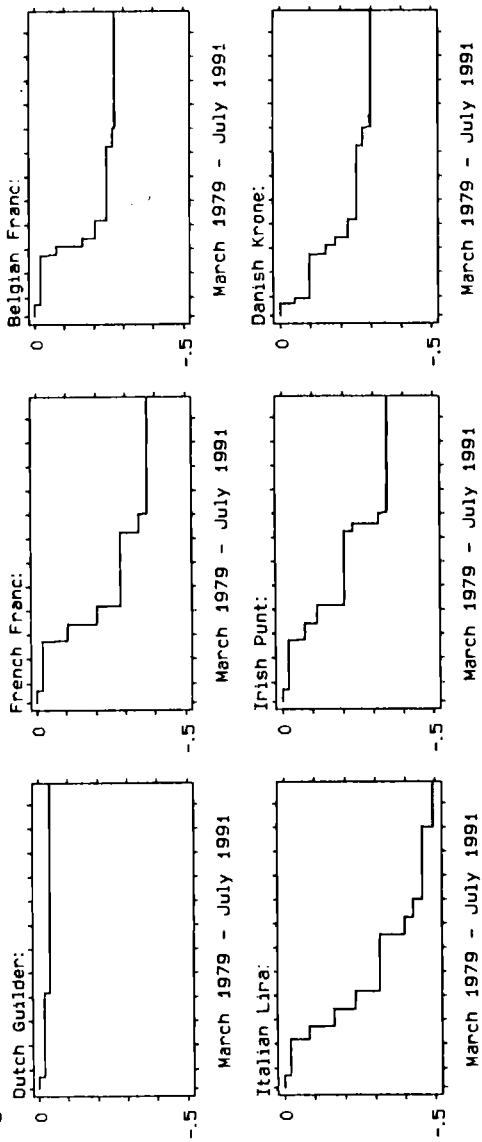 Dutch Guilder:
0
-.5
March 1979 - July 1991
French Franc:
0
-.5
March 1979 - July 1991
Belgian Franc:
0
-.5
March 1979 - July 1991
Italian Lira:
0
-.5
March 1979 - July 1991
Irish Punt:
0
-.5
March 1979 - July 1991
Danish Krone:
0
-.5
March 1979 - July 1991